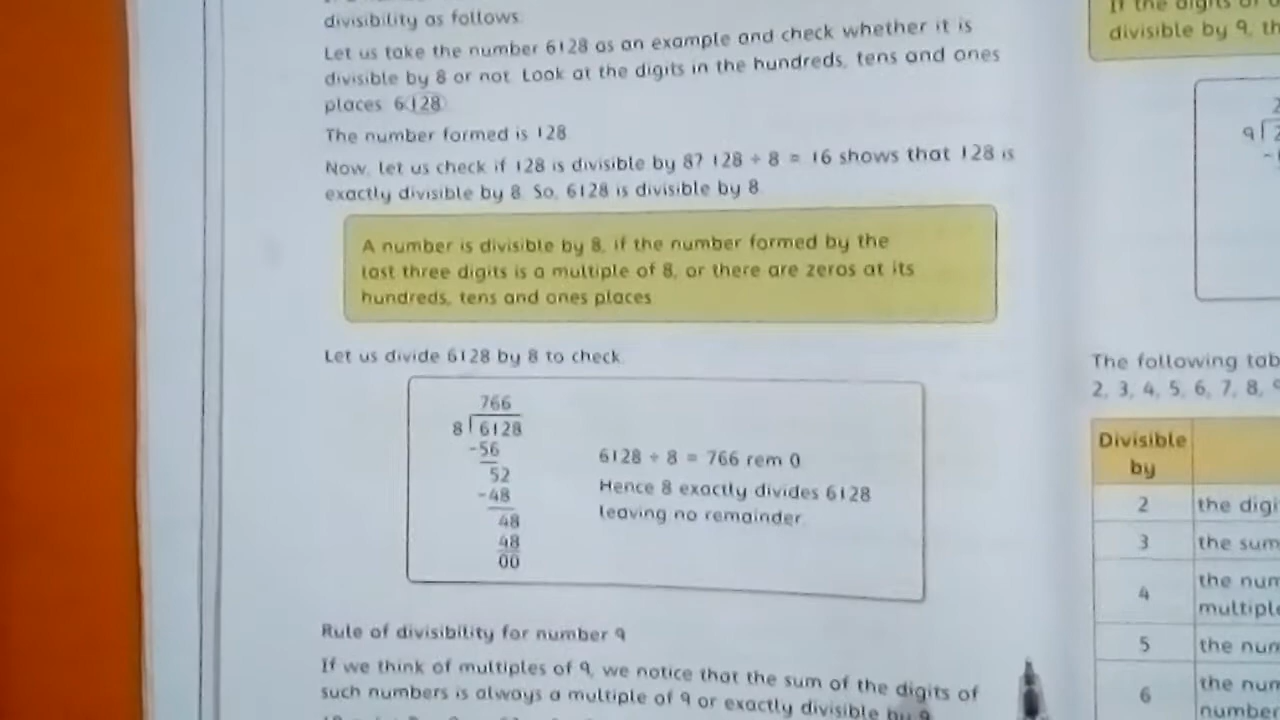 divisibility as follows.
Let us take the number 6128 as an example and check whether it is
divisible by 8 or not. Look at the digits in the hundreds, tens and ones
places. 6128
The number formed is 128.
Now, let us check if 128 is divisible by 8? 128 ÷ 8 = 16 shows that 128 is
exactly divisible by 8. So, 6128 is divisible by 8.
A number is divisible by 8, if the number formed by the
last three digits is a multiple of 8, or there are zeros at its
hundreds, tens and ones places.
Let us divide 6128 by 8 to check.
766
8 6128
-56
52
-48
48
48
00
6128 ÷ 8 = 766 rem 0
Hence 8 exactly divides 6128
leaving no remainder.
Rule of divisibility for number 9
If we think of multiples of 9, we notice that the sum of the digits of
such numbers is always a multiple of 9 or exactly divisible by 9
If the digits of
divisible by 9,
9
The following
2, 3, 4, 5, 6, 7, 8,
Divisible
by
2 the
3 the sum
4 the
5 the
6 the
number